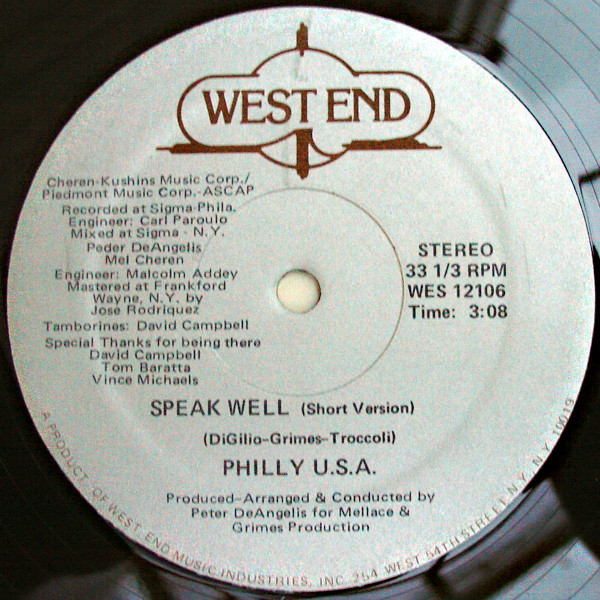 WEST END
Cheren-Kushins Music Corp./
Piedmont Music Corp.-ASCAP
Recorded at Sigma-Phila.
Engineer: Carl Paroulo
Mixed at Sigma - N.Y.
Peder DeAngelis
Mel Cheren
Engineer: Malcolm Addey
Mastered at Frankford
Wayne, N.Y. by
Jose Rodriquez
Tamborines: David Campbell
Special Thanks for being there
David Campbell
Tom Baratta
Vince Michaels
STEREO
33 1/3 RPM
WES 12106
Time: 3:08
SPEAK WELL (Short Version)
(DiGilio-Grimes-Troccoli)
PHILLY U.S.A.
Produced-Arranged & Conducted by
Peter DeAngelis for Mellace &
Grimes Production
A PRODUCT OF WEST END MUSIC INDUSTRIES, INC. 254 WEST 54TH STREET N.Y., N.Y. 10019